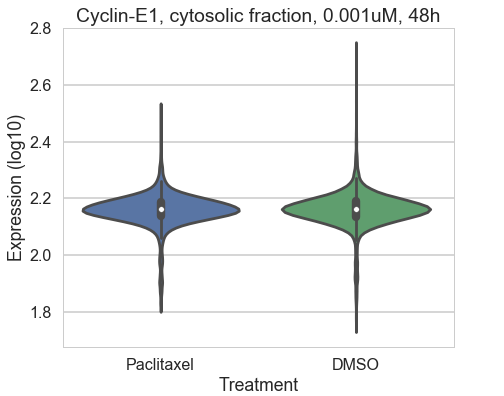 Cyclin-E1, cytosolic fraction, 0.001uM, 48h
2.8
2.6
2.4
2.2
2.0
1.8
Expression (log10)
Paclitaxel DMSO
Treatment